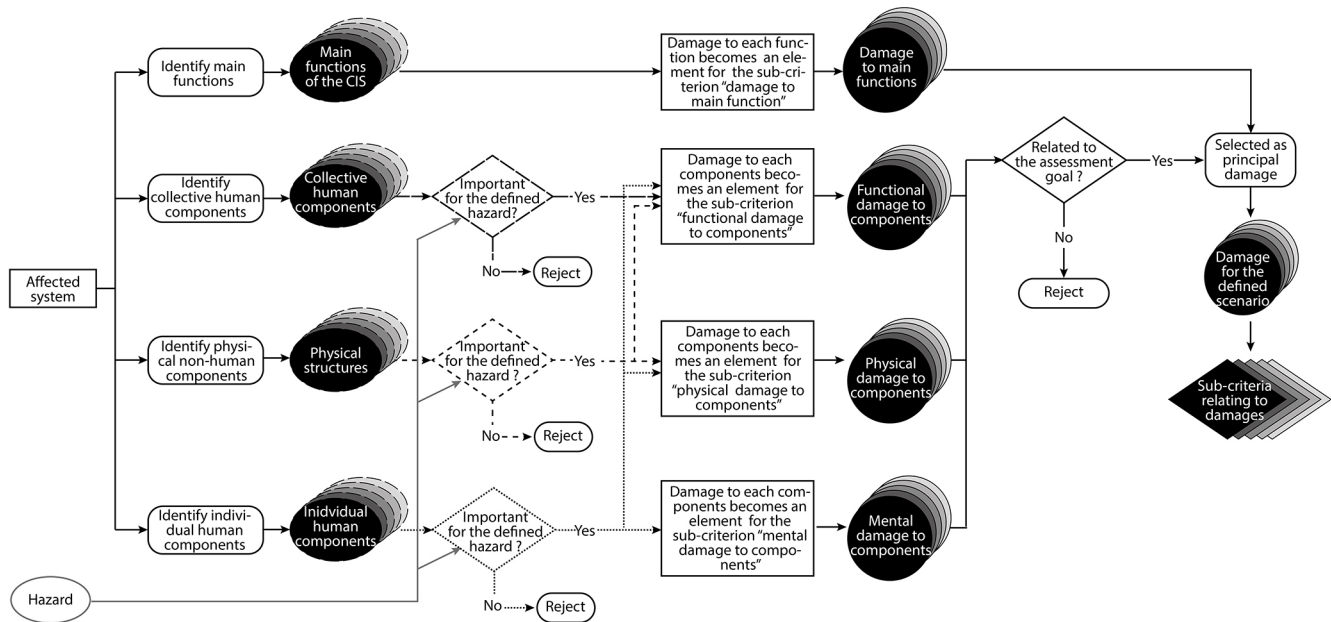 Identify main
functions
Main
functions
of the CIS
Damage to each func-
tion becomes an ele-
ment for the sub-cri-
terion "damage to
main function"
Damage
to main
functions
Identify
collective human
components
Collective
human
components
Important
for the defined
hazard?
Yes
No
Reject
Damage to each
components beco-
mes an element for
the sub-criterion
"functional damage
to components"
Functional
damage to
components
Related to
the assessment
goal ?
Yes
No
Reject
Selected as
principal
damage
Damage
for the
defined
scenario
Sub-criteria
relating to
damages
Affected
system
Identify physi-
cal non-human
components
Physical
structures
Important
for the defined
hazard ?
Yes
No
Reject
Damage to each
components beco-
mes an element for
the sub-criterion
"physical damage to
components"
Physical
damage to
components
Identify indivi-
dual human
components
Inidvidual
human
components
Important
for the defined
hazard ?
Yes
No
Reject
Damage to each com-
ponents becomes an
element for the
sub-criterion "mental
damage to compo-
nents"
Mental
damage to
components
Hazard